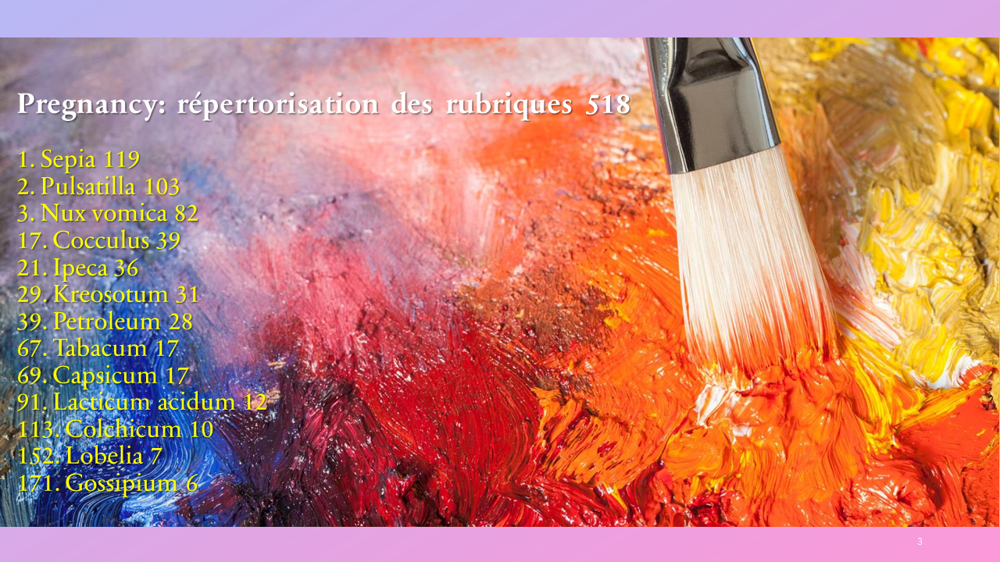 Pregnancy: répertorisation des rubriques 518
1. Sepia 119
2. Pulsatilla 103
3. Nux vomica 82
17. Cocculus 39
21. Ipeca 36
29. Kreosotum 31
39. Petroleum 28
67. Tabacum 17
69. Capsicum 17
91. Lacticum acidum 12
113. Colchicum 10
152. Lobelia 7
171. Gossipium 6
3